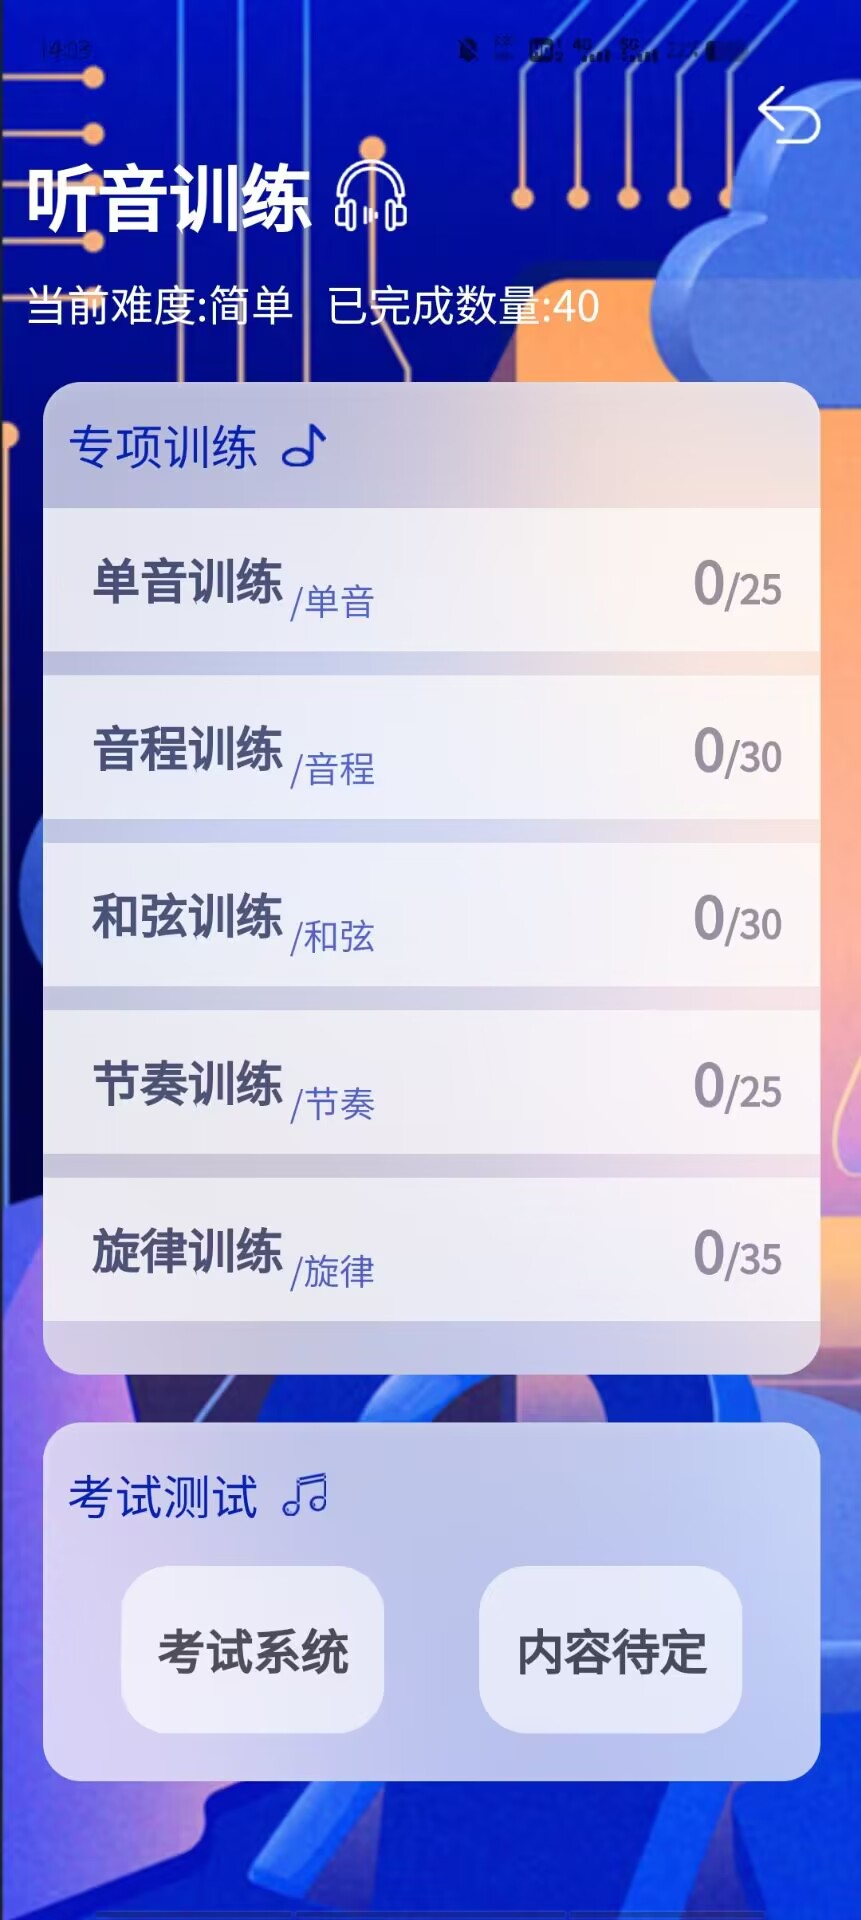 14:03
听音训练
当前难度:简单 已完成数量:40
专项训练
单音训练 /单音 0/25
音程训练 /音程 0/30
和弦训练 /和弦 0/30
节奏训练 /节奏 0/25
旋律训练 /旋律 0/35
考试测试
考试系统 内容待定